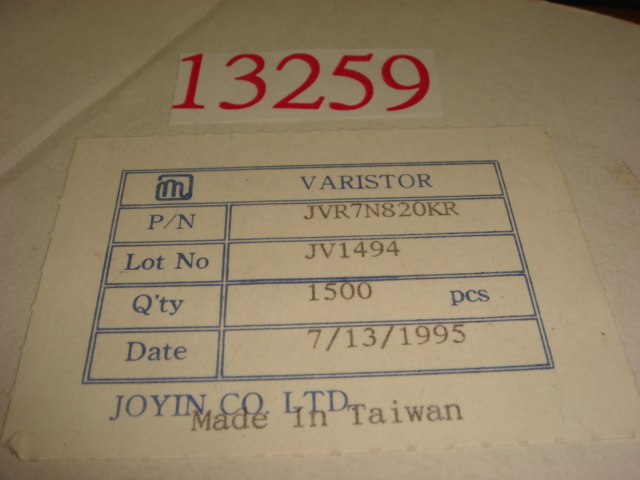 13259
VARISTOR
P/N JVR7N820KR
Lot No JV1494
Q'ty 1500 pcs
Date 7/13/1995
JOYIN CO. LTD.
Made In Taiwan